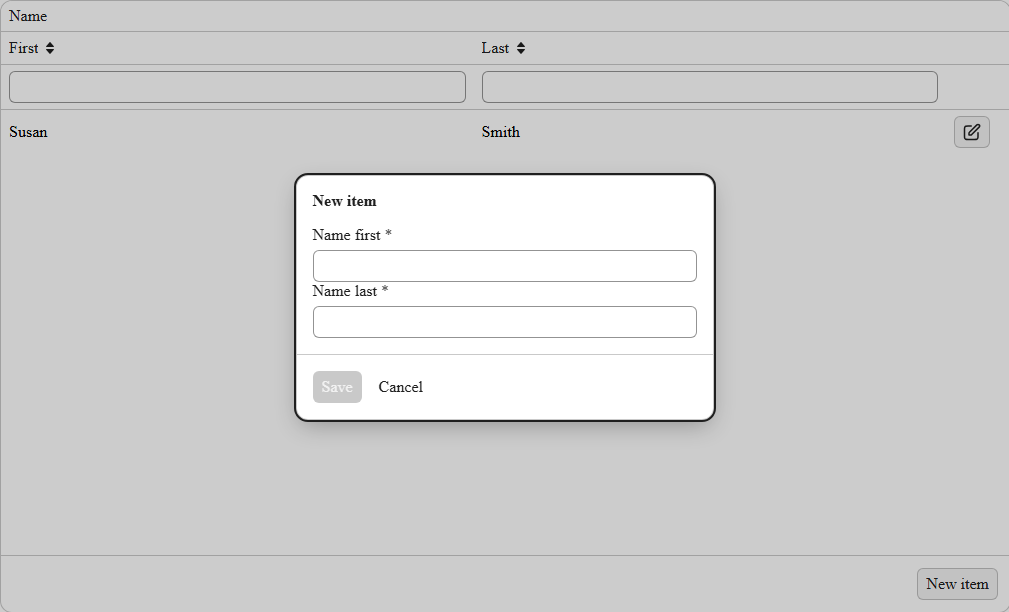 Name
First Last
Susan Smith
New item
Name first *
Name last *
Save Cancel
New item